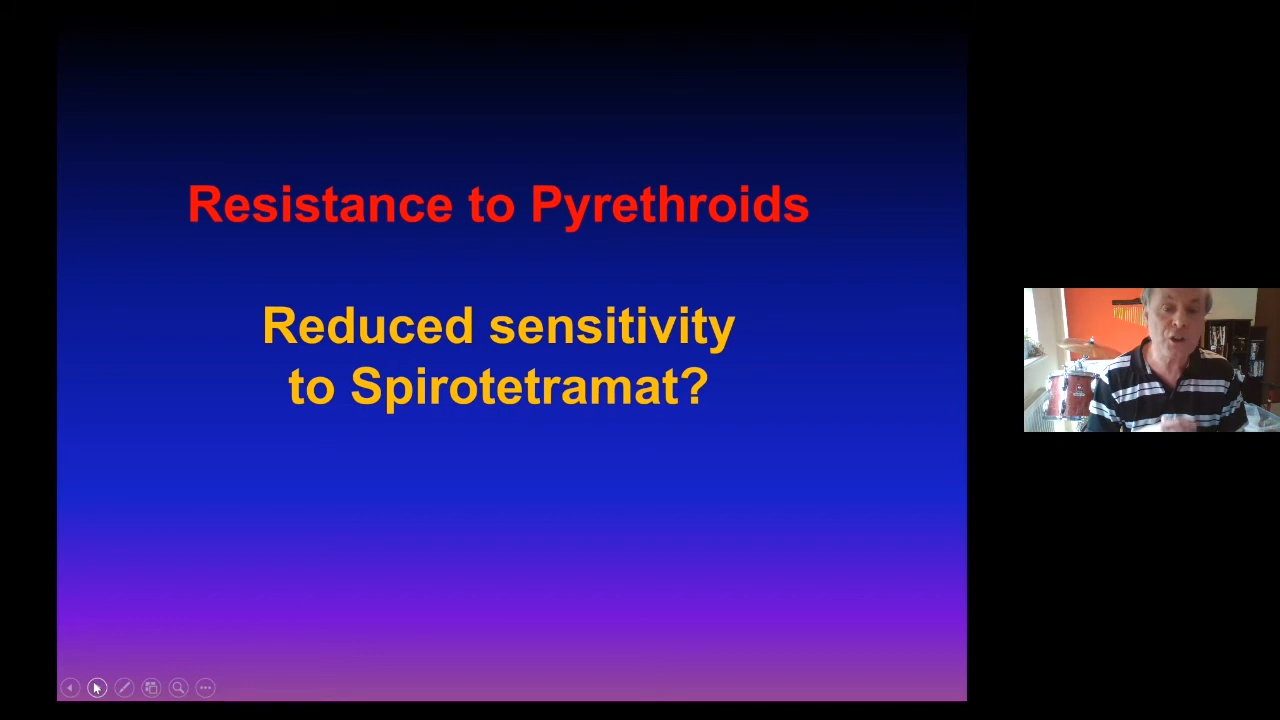 Resistance to Pyrethroids
Reduced sensitivity
to Spirotetramat?